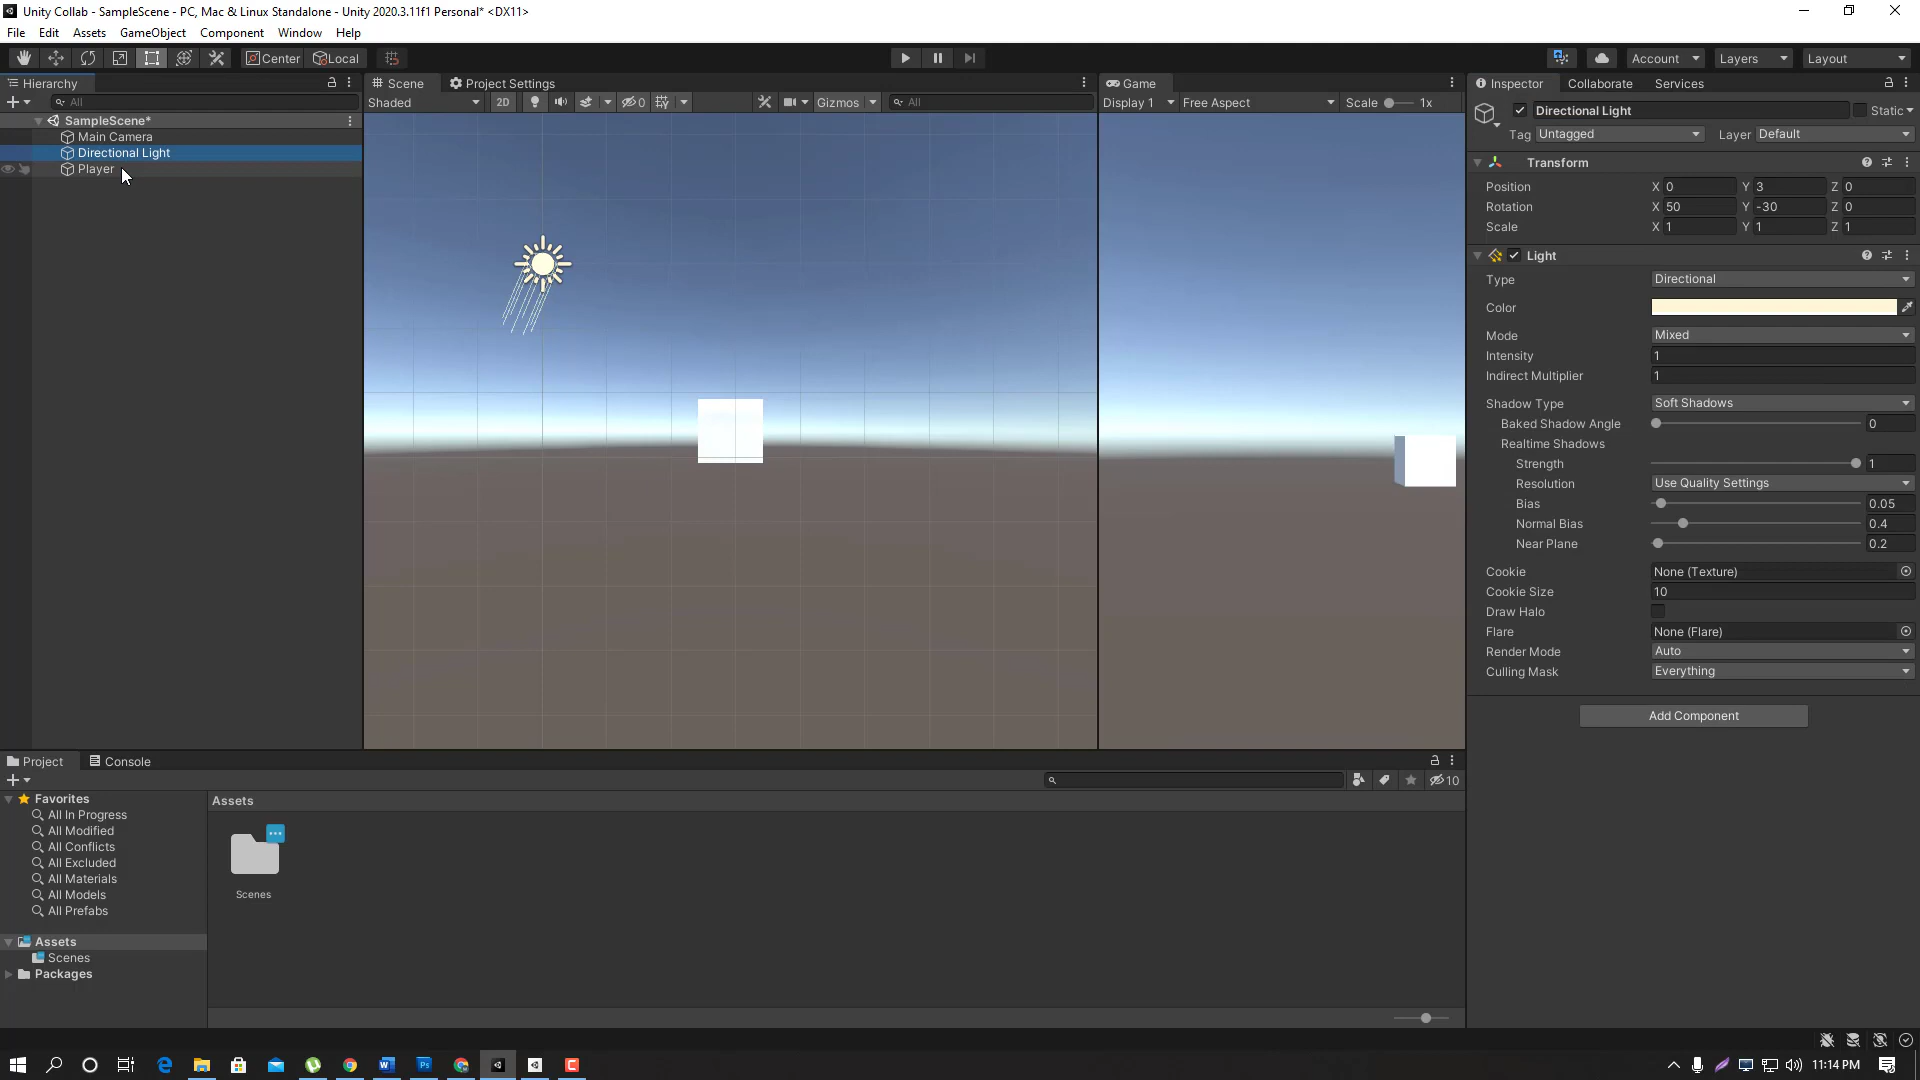 Unity Collab - SampleScene - PC, Mac & Linux Standalone - Unity 2020.3.11f1 Personal* <DX11>
File Edit Assets GameObject Component Window Help
Center Local Account Layers Layout
Hierarchy
All
SampleScene*
Main Camera
Directional Light
Player
Scene Project Settings
Shaded 2D 0 Gizmos All
Game
Display 1 Free Aspect Scale 1x
Inspector Collaborate Services
Directional Light Static
Tag Untagged Layer Default
Transform
Position X 0 Y 3 Z 0
Rotation X 50 Y -30 Z 0
Scale X 1 Y 1 Z 1
Light
Type Directional
Color
Mode Mixed
Intensity 1
Indirect Multiplier 1
Shadow Type Soft Shadows
Baked Shadow Angle 0
Realtime Shadows
Strength 1
Resolution Use Quality Settings
Bias 0.05
Normal Bias 0.4
Near Plane 0.2
Cookie None (Texture)
Cookie Size 10
Draw Halo
Flare None (Flare)
Render Mode Auto
Culling Mask Everything
Add Component
Project Console
10
Favorites
All In Progress
All Modified
All Conflicts
All Excluded
All Materials
All Models
All Prefabs
Assets
Scenes
Packages
Assets
Scenes
11:14 PM